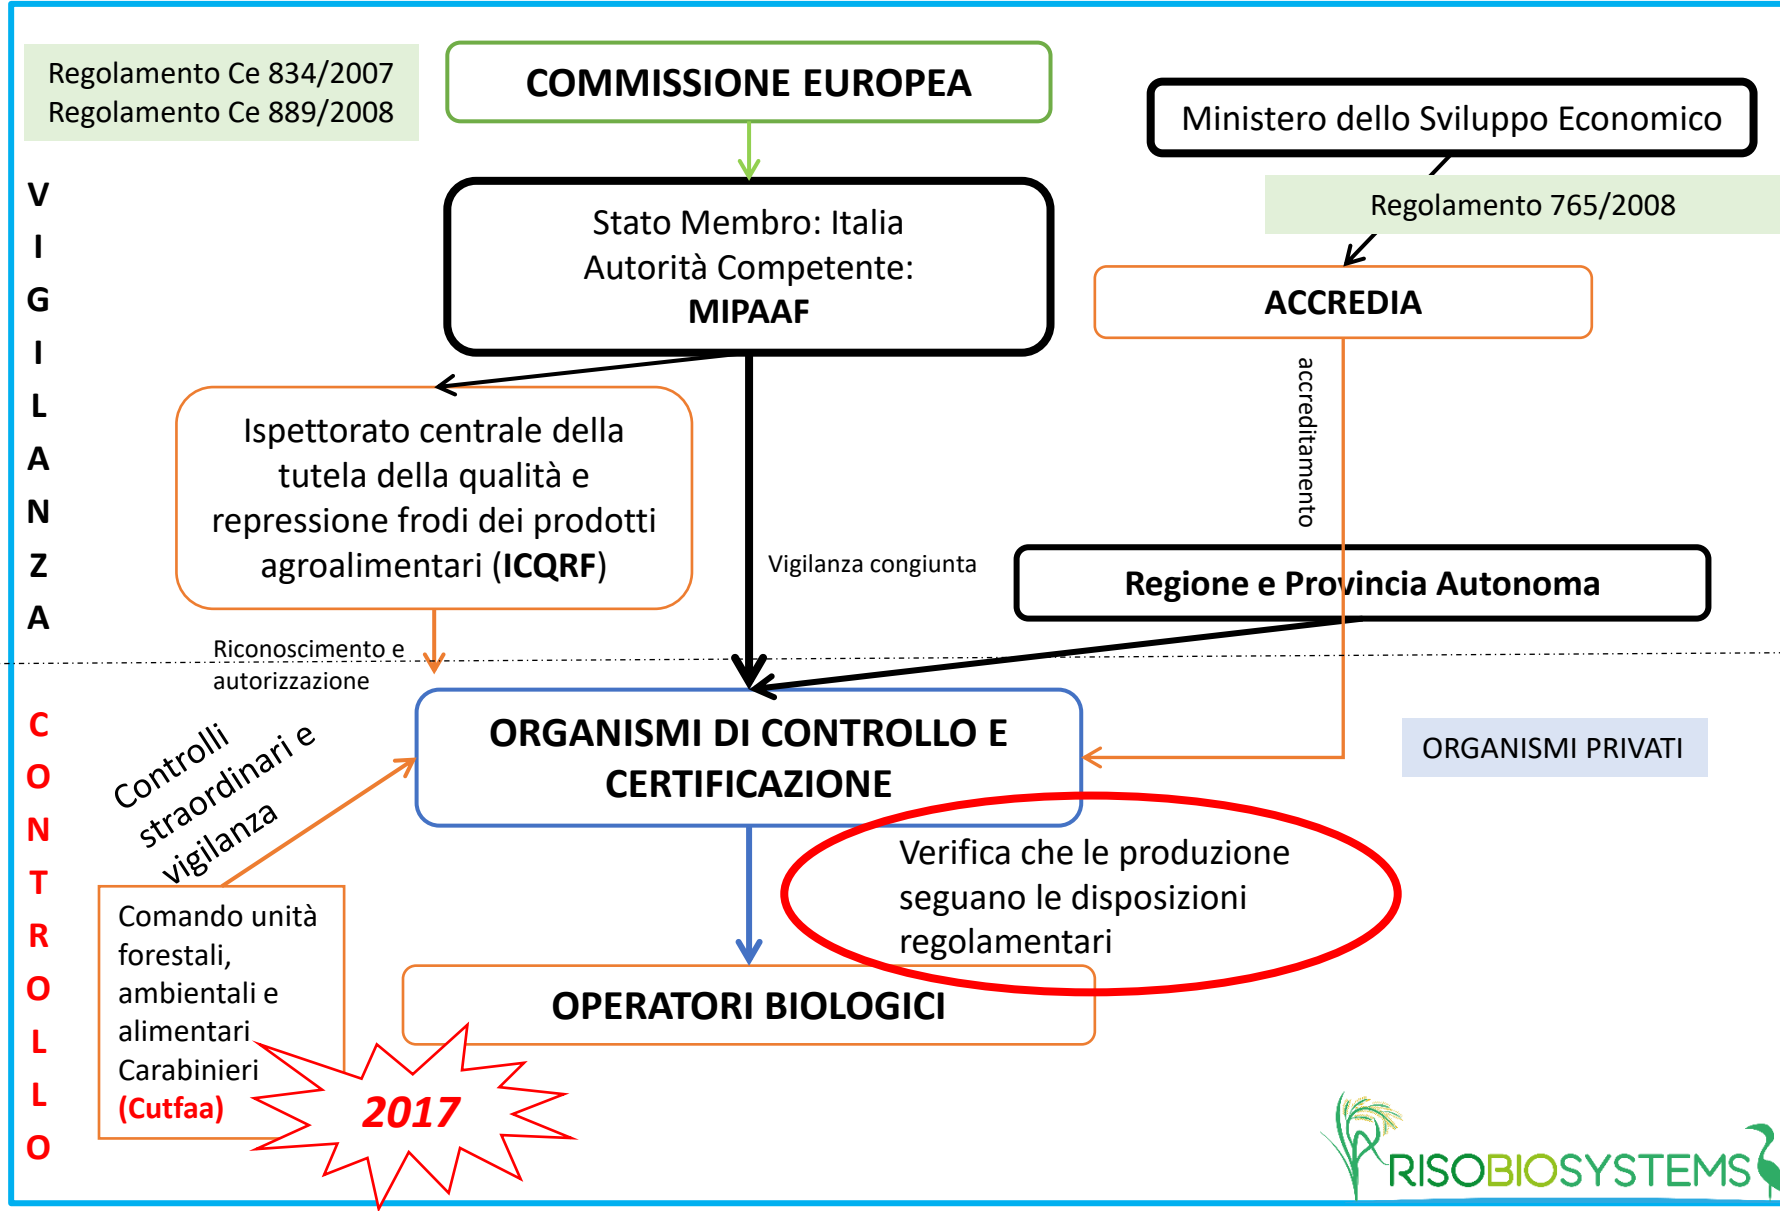 Regolamento Ce 834/2007
Regolamento Ce 889/2008
COMMISSIONE EUROPEA
Ministero dello Sviluppo Economico
Regolamento 765/2008
VIGILANZA
Stato Membro: Italia
Autorità Competente:
MIPAAF
ACCREDIA
accreditamento
Ispettorato centrale della
tutela della qualità e
repressione frodi dei prodotti
agroalimentari (ICQRF)
Vigilanza congiunta
Regione e Provincia Autonoma
Riconoscimento e
autorizzazione
CONTROLLO
Controlli
straordinari e
vigilanza
ORGANISMI DI CONTROLLO E
CERTIFICAZIONE
ORGANISMI PRIVATI
Verifica che le produzione
seguano le disposizioni
regolamentari
Comando unità
forestali,
ambientali e
alimentari
Carabinieri
(Cutfaa)
OPERATORI BIOLOGICI
2017
RISOBIOSYSTEMS